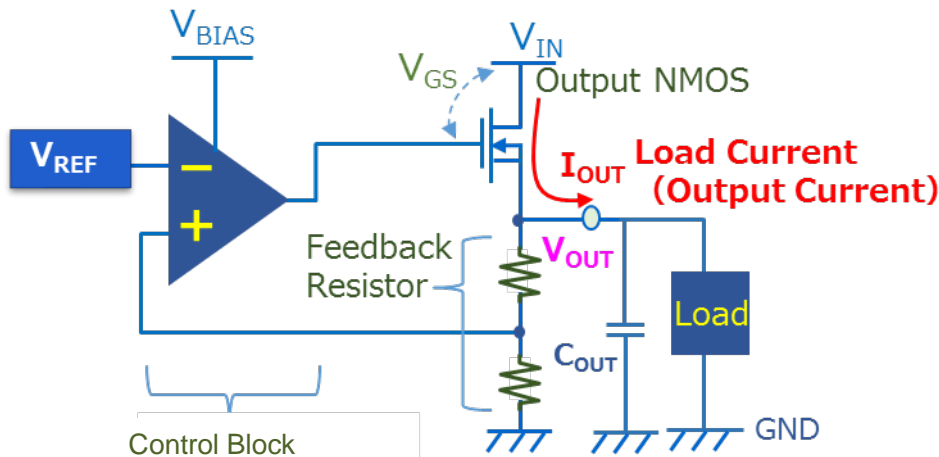 VBIAS
VIN
VGS
Output NMOS
VREF
−
+
IOUT
Load Current
(Output Current)
Feedback
Resistor
VOUT
Load
COUT
GND
Control Block